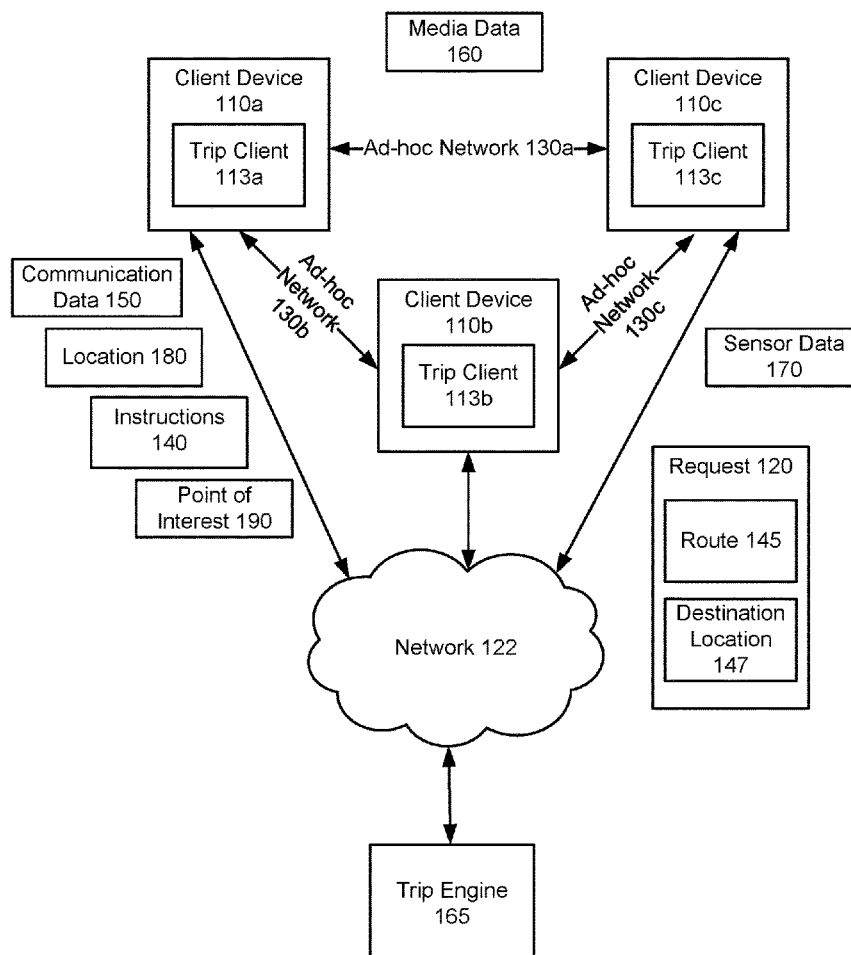 Media Data
160
Client Device
110a
Trip Client
113a
Ad-hoc Network 130a
Client Device
110c
Trip Client
113c
Communication
Data 150
Location 180
Instructions
140
Point of
Interest 190
Ad-hoc
Network
130b
Client Device
110b
Trip Client
113b
Ad-hoc
Network
130c
Sensor Data
170
Request 120
Route 145
Destination
Location
147
Network 122
Trip Engine
165